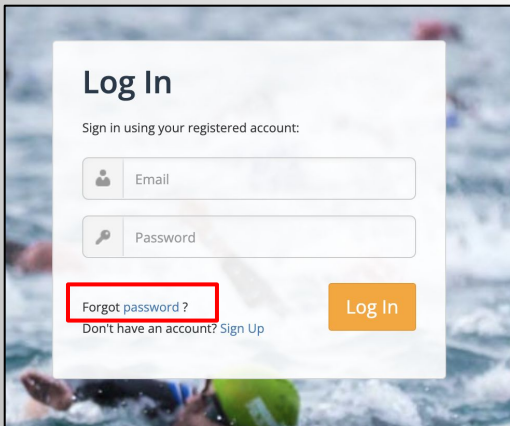 Log In
Sign in using your registered account:
Email
Password
Forgot password ?
Log In
Don't have an account? Sign Up